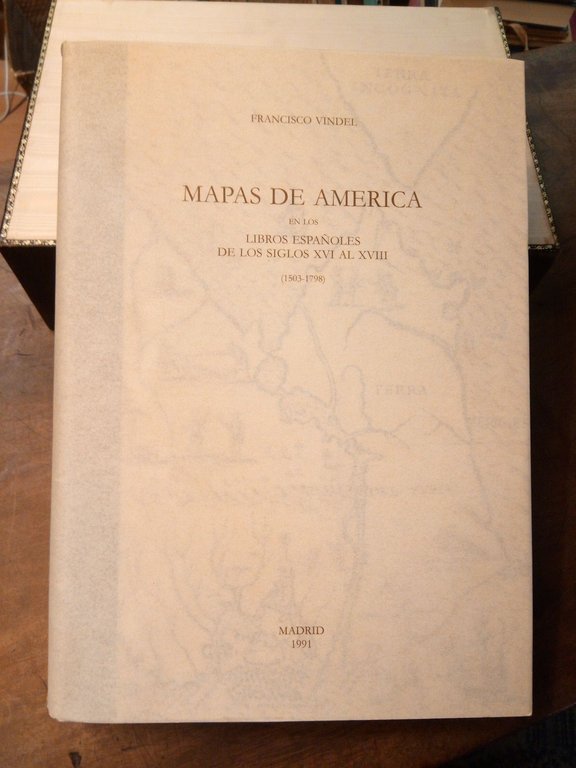 FRANCISCO VINDEL
MAPAS DE AMERICA
EN LOS
LIBROS ESPAÑOLES
DE LOS SIGLOS XVI AL XVIII
(1503-1798)
TERRA
MADRID
1991